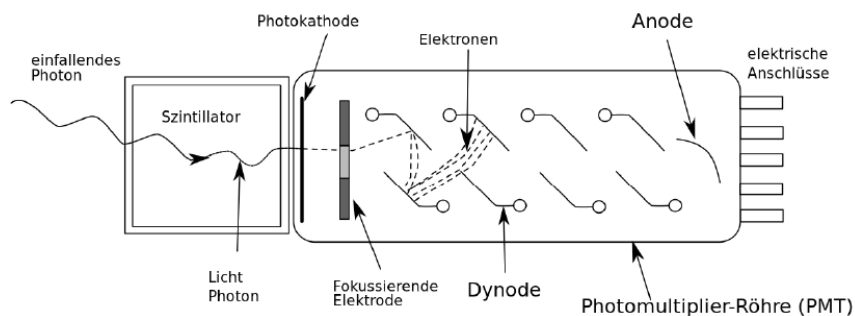 Photokathode
Anode
Elektronen
einfallendes
Photon
elektrische
Anschlüsse
Szintillator
Licht
Photon
Fokussierende
Elektrode
Dynode
Photomultiplier-Röhre (PMT)